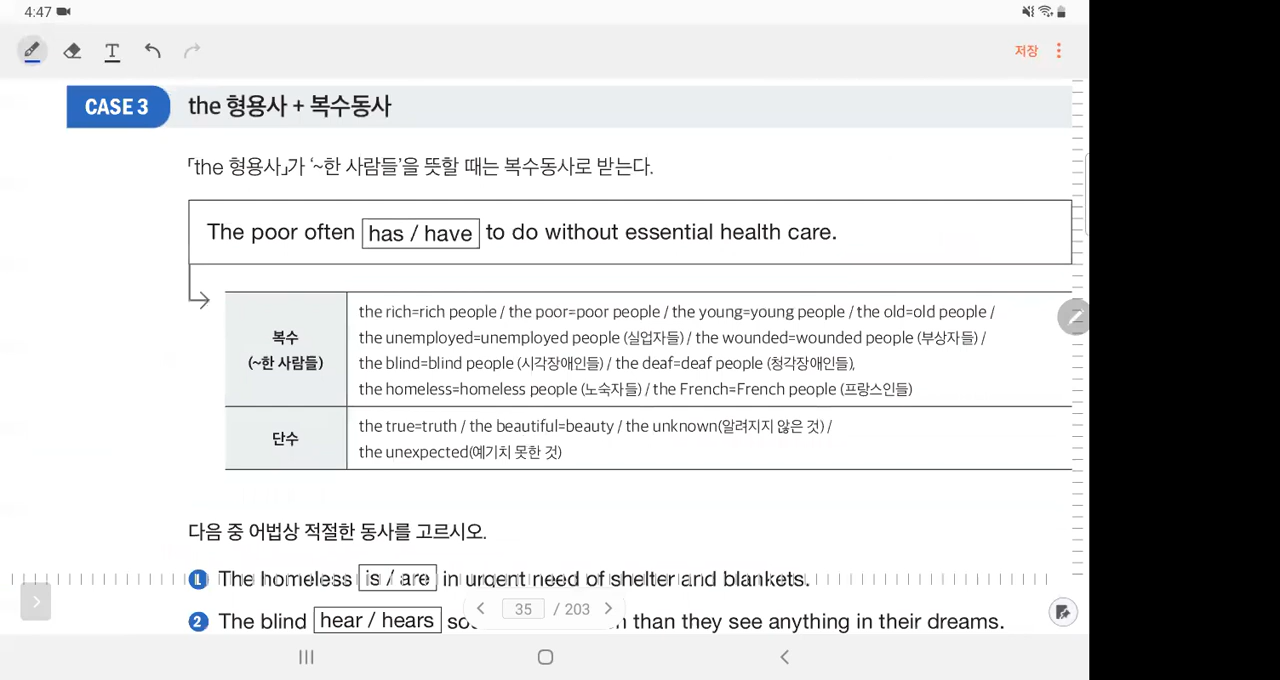 4:47
저장
CASE 3 the 형용사 + 복수동사
「the 형용사」가 '~한 사람들'을 뜻할 때는 복수동사로 받는다.
The poor often has / have to do without essential health care.
복수
(~한 사람들)
the rich=rich people / the poor=poor people / the young=young people / the old=old people /
the unemployed=unemployed people (실업자들) / the wounded=wounded people (부상자들) /
the blind=blind people (시각장애인들) / the deaf=deaf people (청각장애인들),
the homeless=homeless people (노숙자들) / the French=French people (프랑스인들)
단수
the true=truth / the beautiful=beauty / the unknown(알려지지 않은 것) /
the unexpected(예기치 못한 것)
다음 중 어법상 적절한 동사를 고르시오.
1 The homeless is / are in urgent need of shelter and blankets.
2 The blind hear / hears than they see anything in their dreams.
35 / 203